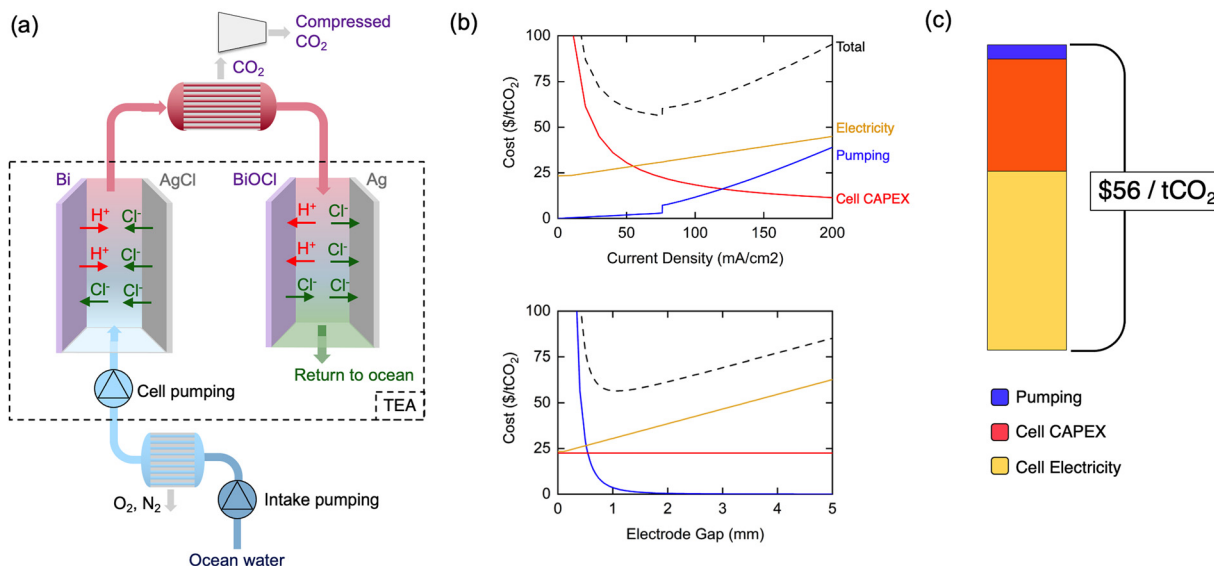 (a)
Compressed
CO2
CO2
Bi
AgCl
BiOCl
Ag
H+
Cl-
H+
Cl-
H+
Cl-
H+
Cl-
Cl-
Cl-
Cl-
Cl-
Return to ocean
Cell pumping
TEA
O2, N2
Intake pumping
Ocean water
(b)
100
75
50
25
0
Cost ($/tCO2)
Total
Electricity
Pumping
Cell CAPEX
0
50
100
150
200
Current Density (mA/cm2)
100
75
50
25
0
Cost ($/tCO2)
0
1
2
3
4
5
Electrode Gap (mm)
(c)
$56 / tCO2
Pumping
Cell CAPEX
Cell Electricity